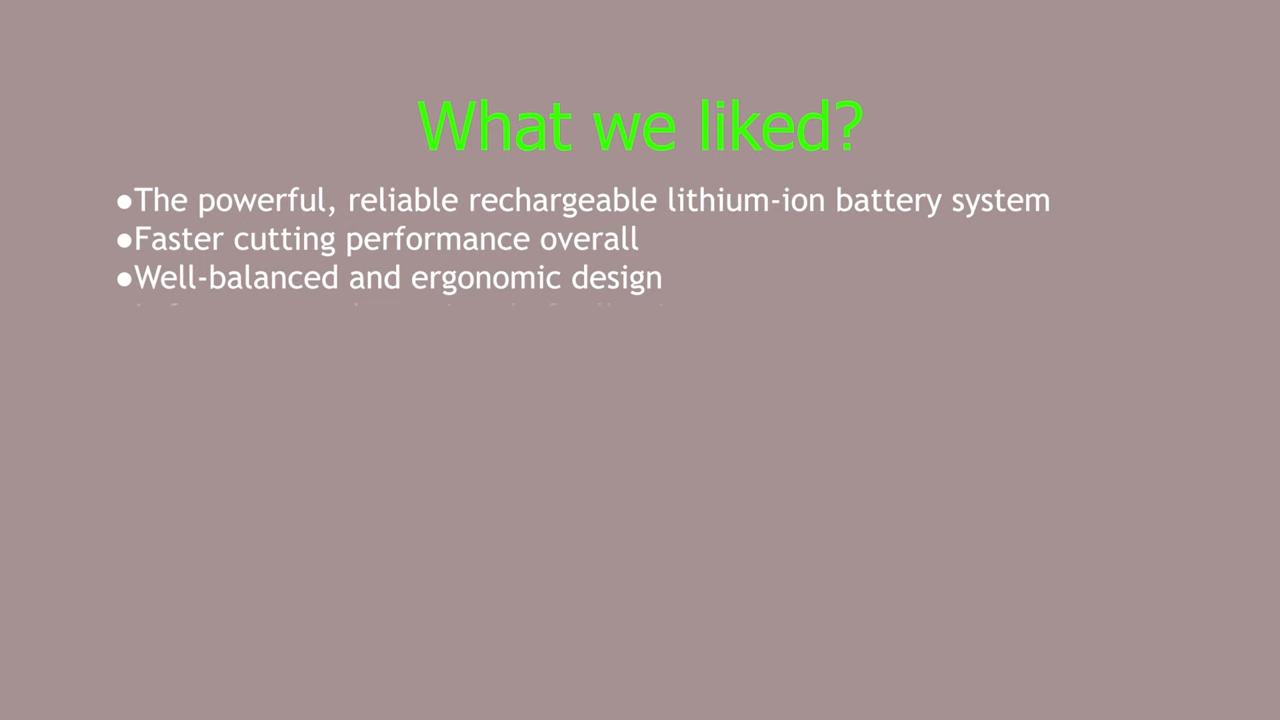 What we liked?
●The powerful, reliable rechargeable lithium-ion battery system
●Faster cutting performance overall
●Well-balanced and ergonomic design